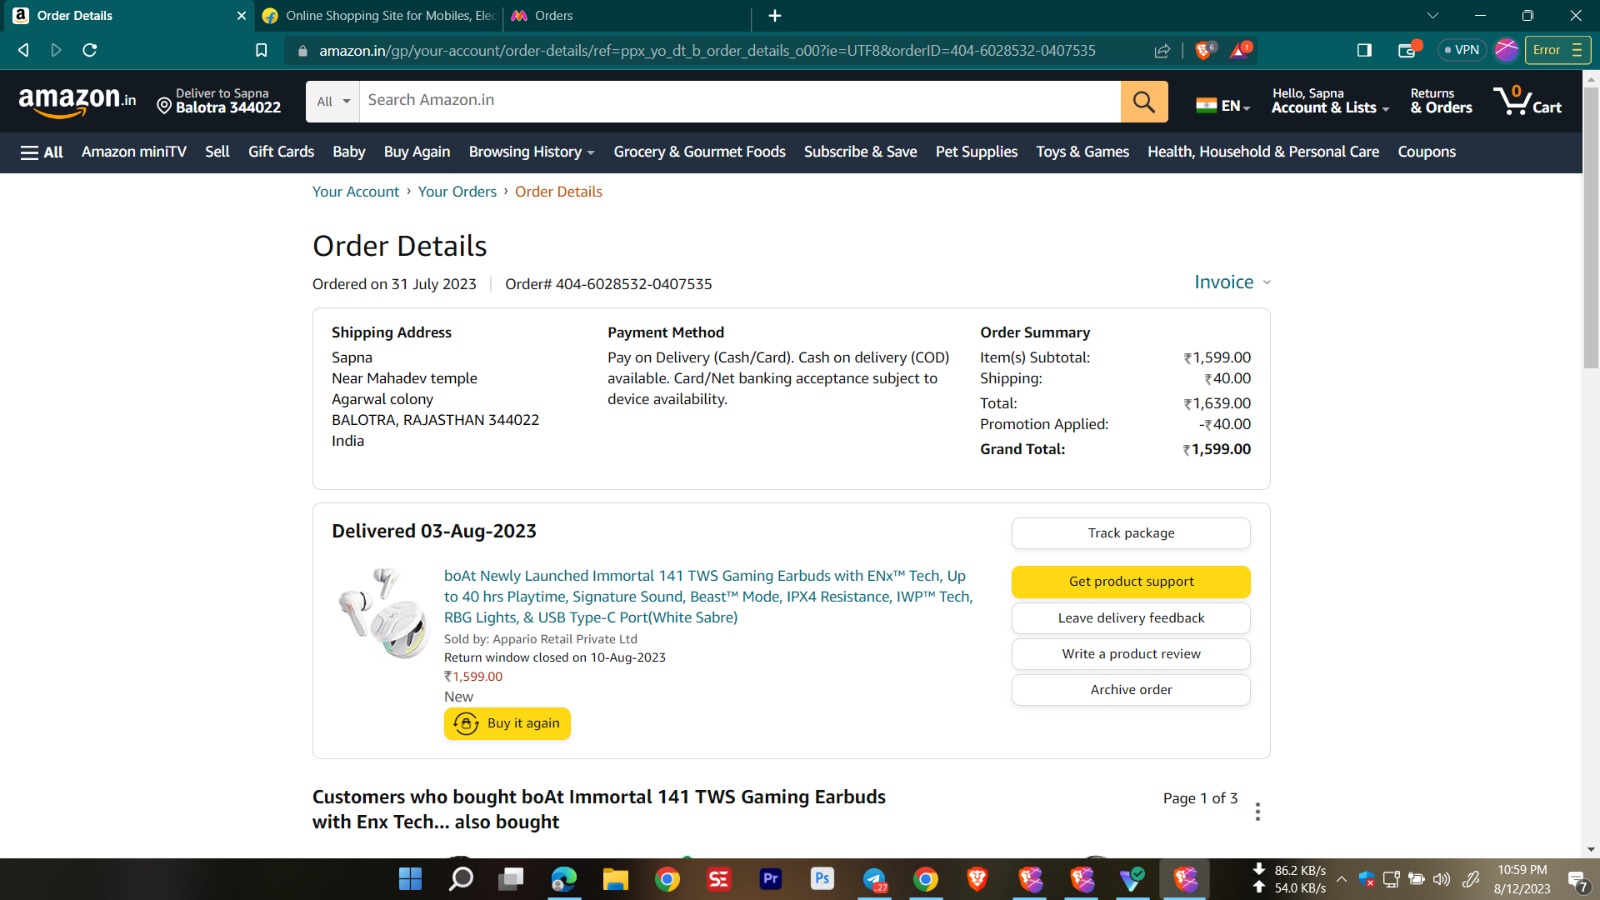 Order Details
Online Shopping Site for Mobiles, Elec
Orders
amazon.in/gp/your-account/order-details/ref=ppx_yo_dt_b_order_details_o00?ie=UTF8&orderID=404-6028532-0407535
6
1
VPN
Error
amazon.in
Deliver to Sapna
Balotra 344022
All
Search Amazon.in
EN
Hello, Sapna
Account & Lists
Returns
& Orders
0
Cart
All
Amazon miniTV
Sell
Gift Cards
Baby
Buy Again
Browsing History
Grocery & Gourmet Foods
Subscribe & Save
Pet Supplies
Toys & Games
Health, Household & Personal Care
Coupons
Your Account › Your Orders › Order Details
Order Details
Ordered on 31 July 2023 | Order# 404-6028532-0407535
Invoice
Shipping Address
Sapna
Near Mahadev temple
Agarwal colony
BALOTRA, RAJASTHAN 344022
India
Payment Method
Pay on Delivery (Cash/Card). Cash on delivery (COD)
available. Card/Net banking acceptance subject to
device availability.
Order Summary
Item(s) Subtotal: ₹1,599.00
Shipping: ₹40.00
Total: ₹1,639.00
Promotion Applied: -₹40.00
Grand Total: ₹1,599.00
Delivered 03-Aug-2023
boAt Newly Launched Immortal 141 TWS Gaming Earbuds with ENx™ Tech, Up
to 40 hrs Playtime, Signature Sound, Beast™ Mode, IPX4 Resistance, IWP™ Tech,
RBG Lights, & USB Type-C Port(White Sabre)
Sold by: Appario Retail Private Ltd
Return window closed on 10-Aug-2023
₹1,599.00
New
Buy it again
Track package
Get product support
Leave delivery feedback
Write a product review
Archive order
Customers who bought boAt Immortal 141 TWS Gaming Earbuds
with Enx Tech... also bought
Page 1 of 3
SE
Pr
Ps
27
86.2 KB/s
54.0 KB/s
10:59 PM
8/12/2023
7